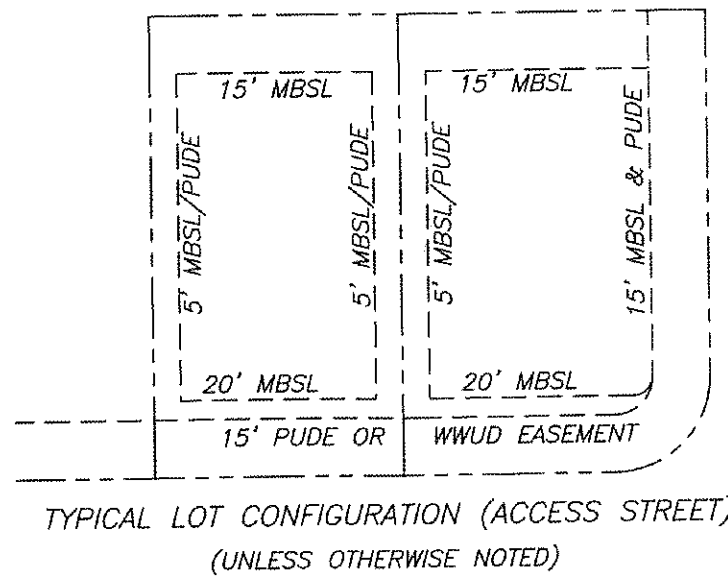 15' MBSL 15' MBSL
5' MBSL/PUDE
5' MBSL/PUDE
5' MBSL/PUDE
15' MBSL & PUDE
20' MBSL 20' MBSL
15' PUDE OR WWUD EASEMENT
TYPICAL LOT CONFIGURATION (ACCESS STREET)
(UNLESS OTHERWISE NOTED)